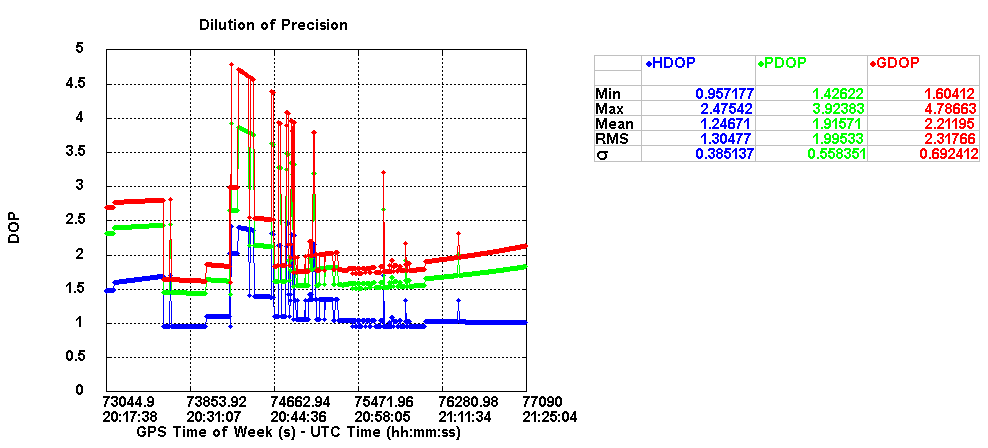 Dilution of Precision
DOP
5
4.5
4
3.5
3
2.5
2
1.5
1
0.5
0
73044.9 73853.92 74662.94 75471.96 76280.98 77090
20:17:38 20:31:07 20:44:36 20:58:05 21:11:34 21:25:04
GPS Time of Week (s) - UTC Time (hh:mm:ss)
HDOP PDOP GDOP
Min 0.957177 1.42622 1.60412
Max 2.47542 3.92383 4.78663
Mean 1.24671 1.91571 2.21195
RMS 1.30477 1.99533 2.31766
σ 0.385137 0.558351 0.692412